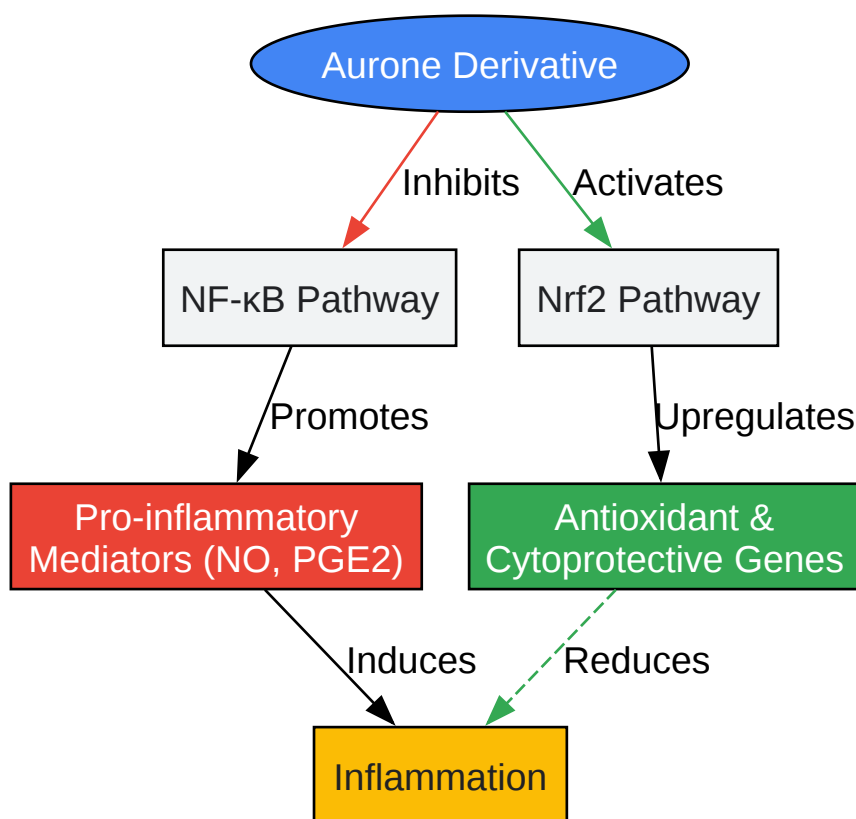 Aurone Derivative
Inhibits
Activates
NF-κB Pathway
Nrf2 Pathway
Promotes
Upregulates
Pro-inflammatory
Mediators (NO, PGE2)
Antioxidant &
Cytoprotective Genes
Induces
Reduces
Inflammation